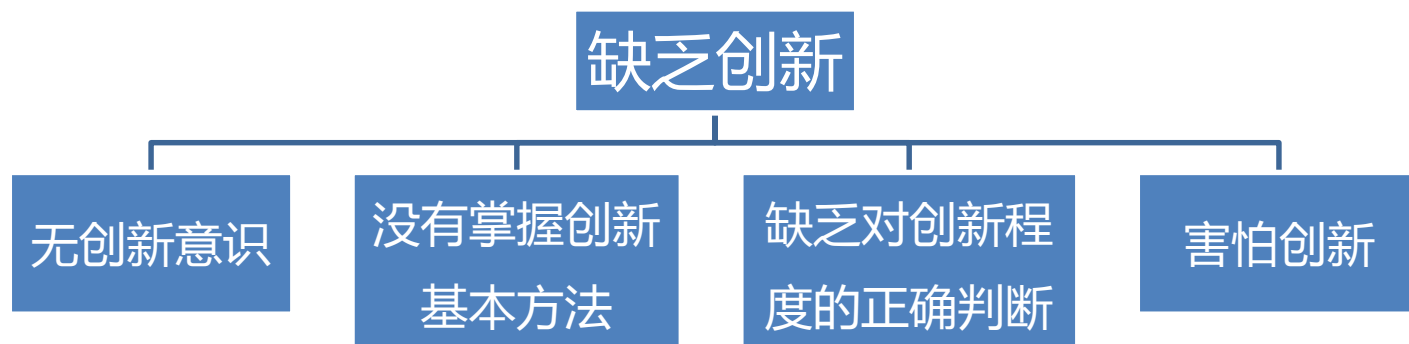 缺乏创新
无创新意识
没有掌握创新
基本方法
缺乏对创新程
度的正确判断
害怕创新